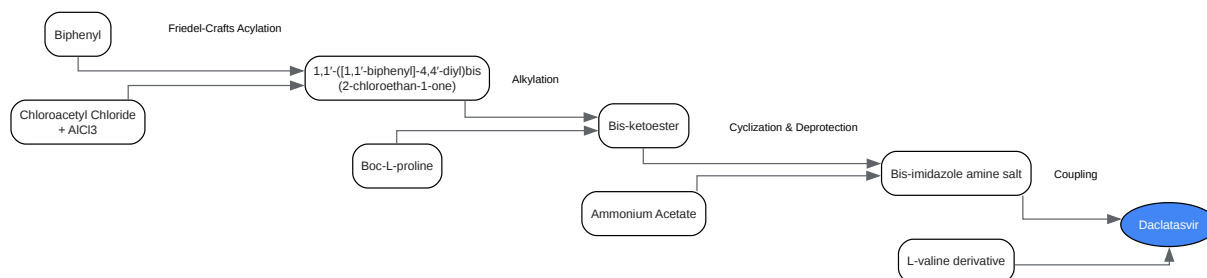 Biphenyl
Friedel-Crafts Acylation
1,1′-([1,1′-biphenyl]-4,4′-diyl)bis
(2-chloroethan-1-one)
Alkylation
Chloroacetyl Chloride
+ AlCl3
Bis-ketoester
Cyclization & Deprotection
Boc-L-proline
Bis-imidazole amine salt
Coupling
Ammonium Acetate
Daclatasvir
L-valine derivative